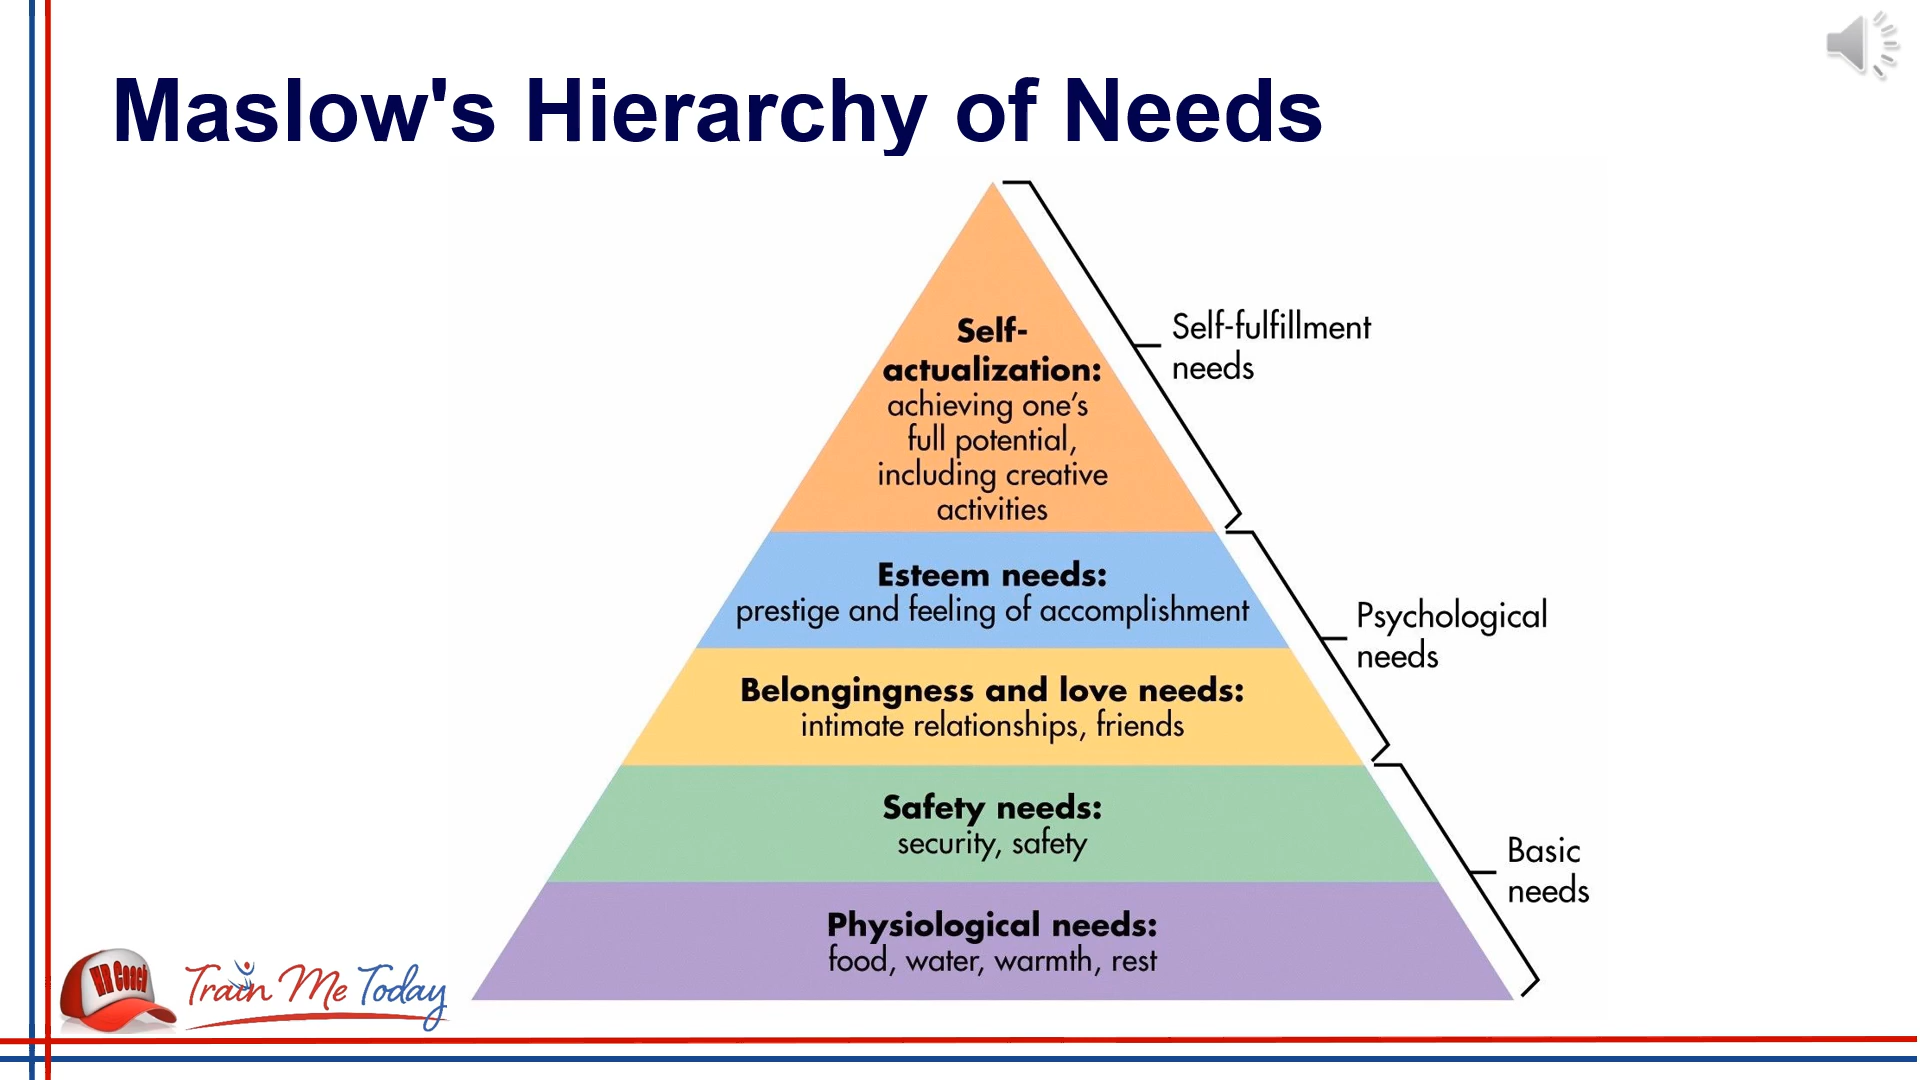 Maslow's Hierarchy of Needs
Self-
actualization:
achieving one’s
full potential,
including creative
activities
Self-fulfillment
needs
Esteem needs:
prestige and feeling of accomplishment
Psychological
needs
Belongingness and love needs:
intimate relationships, friends
Safety needs:
security, safety
Basic
needs
Physiological needs:
food, water, warmth, rest
HR Coach
Train Me Today